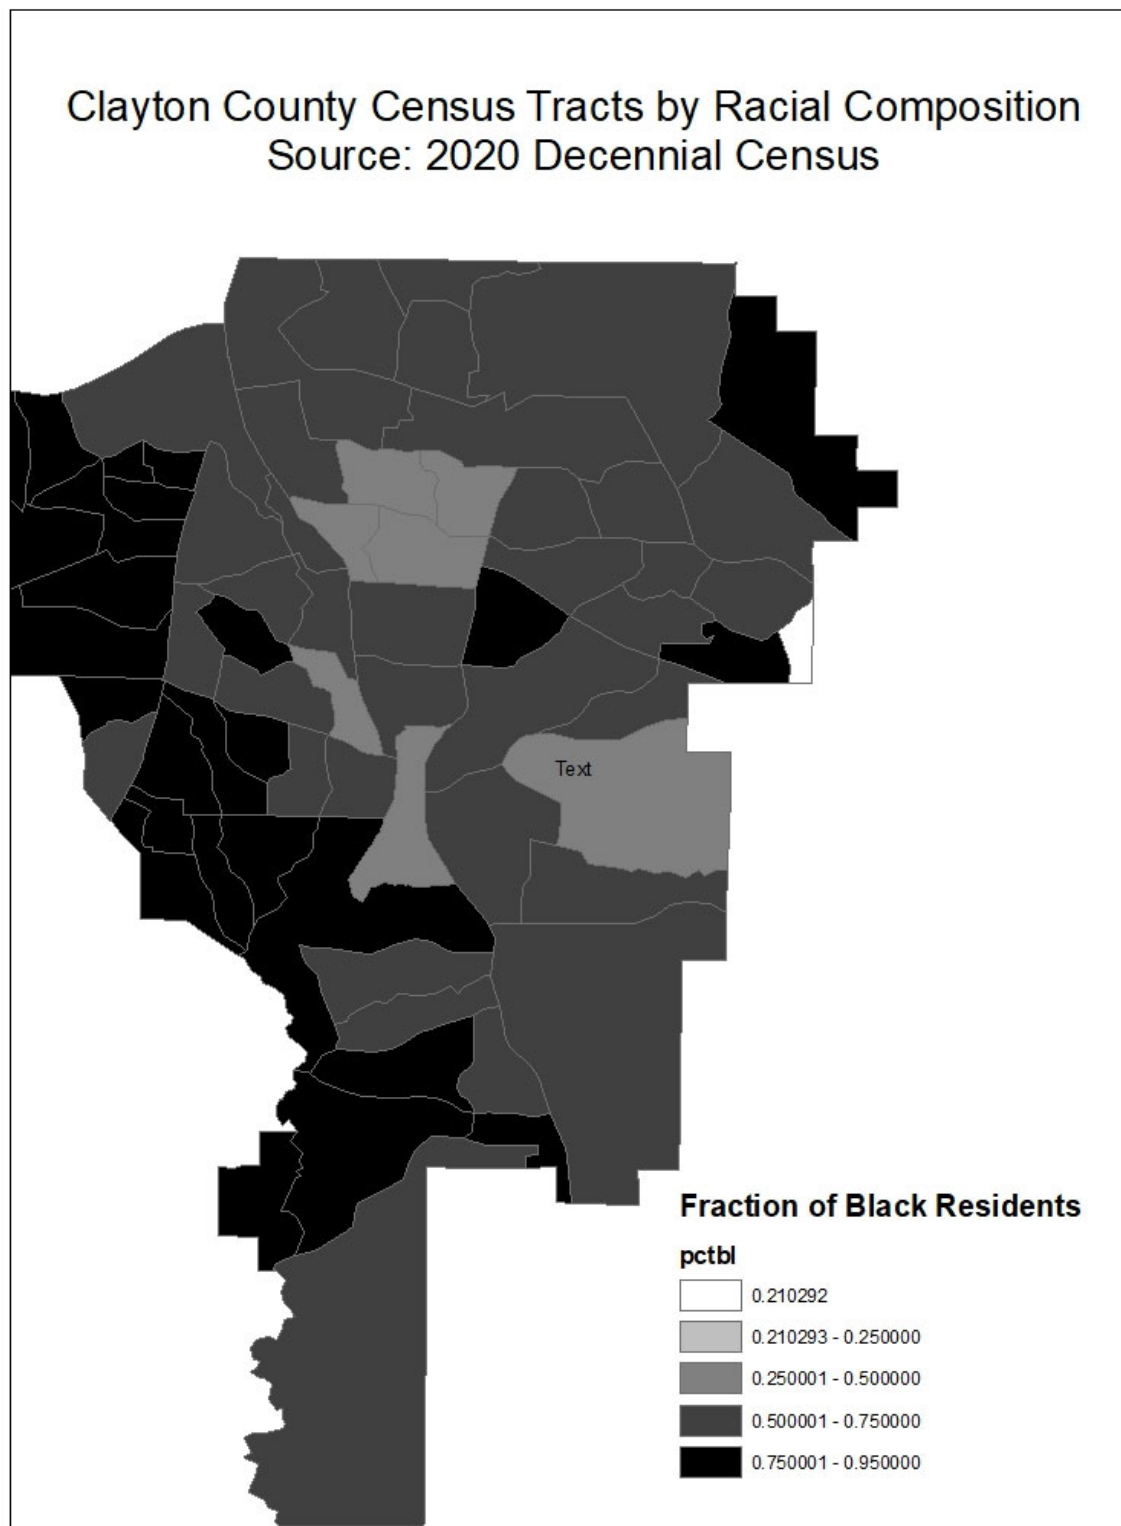 Clayton County Census Tracts by Racial Composition
Source: 2020 Decennial Census
Text
Fraction of Black Residents
pctbl
0.210292
0.210293 - 0.250000
0.250001 - 0.500000
0.500001 - 0.750000
0.750001 - 0.950000